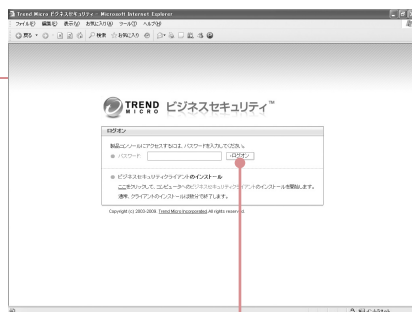 Trend Micro ビジネスセキュリティ - Microsoft Internet Explorer
ファイル(F) 編集(E) 表示(V) お気に入り(A) ツール(T) ヘルプ(H)
戻る 検索 お気に入り
TREND MICRO ビジネスセキュリティ™
ログオン
製品コンソールにアクセスするには、パスワードを入力してください。
パスワード: ログオン
ビジネスセキュリティクライアントのインストール
ここをクリックして、コンピュータへのビジネスセキュリティクライアントのインストールを開始します。
通常、クライアントのインストールは数分で終了します。
Copyright (c) 2003-2009. Trend Micro Incorporated. All rights reserved.